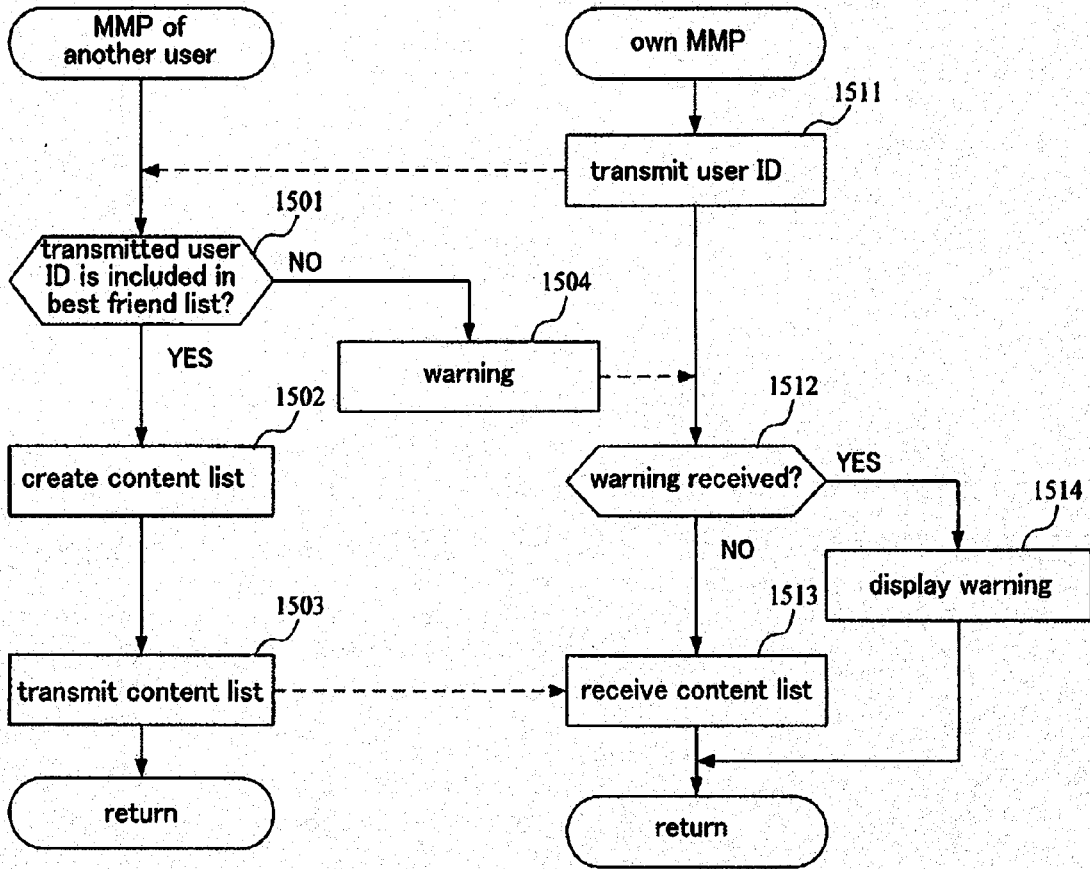 MMP of
another user
own MMP
1511
transmit user ID
1501
transmitted user
ID is included in
best friend list?
NO
1504
warning
YES
1502
create content list
1512
warning received?
YES
1514
display warning
NO
1503
transmit content list
1513
receive content list
return
return